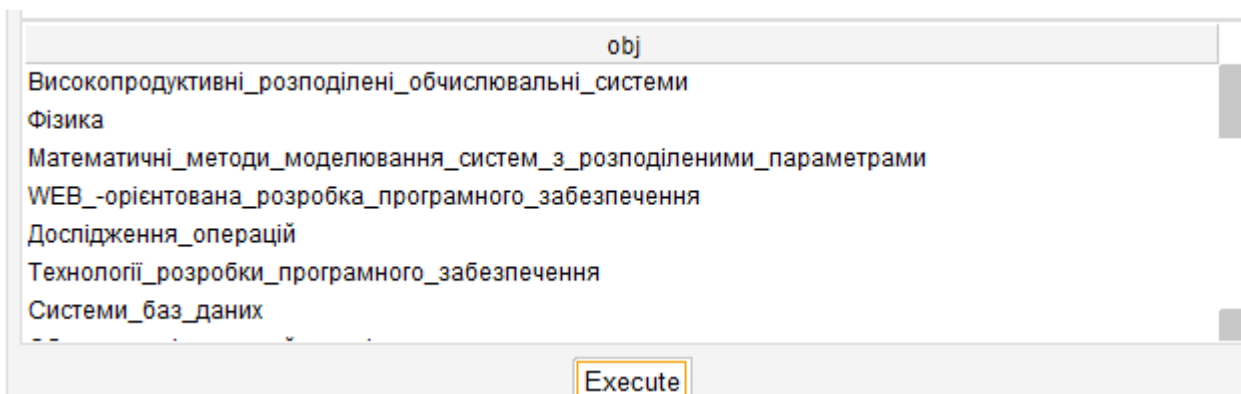 obj
Високопродуктивні_розподілені_обчислювальні_системи
Фізика
Математичні_методи_моделювання_систем_з_розподіленими_параметрами
WEB_-орієнтована_розробка_програмного_забезпечення
Дослідження_операцій
Технології_розробки_програмного_забезпечення
Системи_баз_даних
Execute